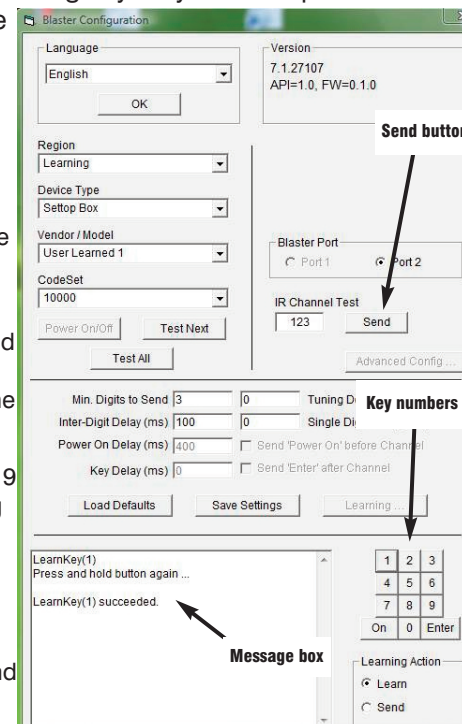 Blaster Configuration
Language
English
OK
Version
7.1.27107
API=1.0, FW=0.1.0
Send button
Region
Learning
Device Type
Settop Box
Vendor / Model
User Learned 1
CodeSet
10000
Power On/Off
Test Next
Test All
Blaster Port
Port 1
Port 2
IR Channel Test
123
Send
Advanced Config ...
Min. Digits to Send 3 0 Tuning
Inter-Digit Delay (ms) 100 0 Single
Power On Delay (ms) 400 Send 'Power On' before Channel
Key Delay (ms) 0 Send 'Enter' after Channel
Key numbers
Load Defaults
Save Settings
Learning ...
LearnKey(1)
Press and hold button again ...
LearnKey(1) succeeded.
Message box
1 2 3
4 5 6
7 8 9
On 0 Enter
Learning Action
Learn
Send